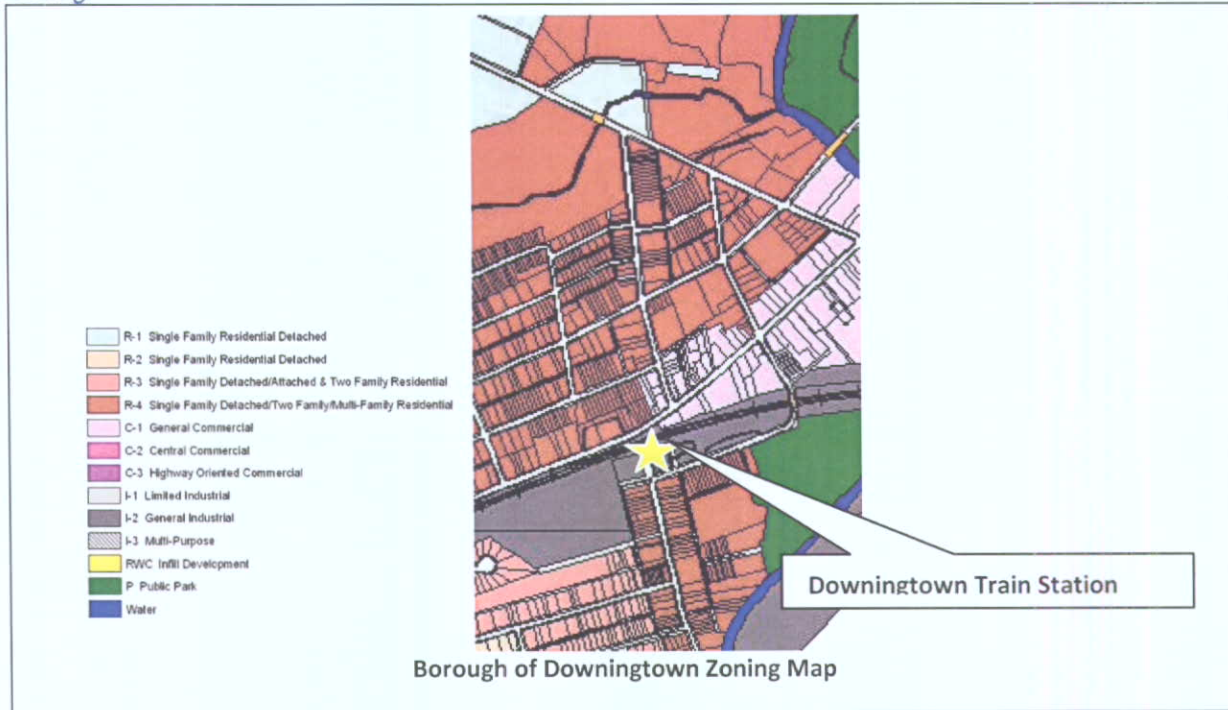 R-1 Single Family Residential Detached
R-2 Single Family Residential Detached
R-3 Single Family Detached/Attached & Two Family Residential
R-4 Single Family Detached/Two Family/Multi-Family Residential
C-1 General Commercial
C-2 Central Commercial
C-3 Highway Oriented Commercial
I-1 Limited Industrial
I-2 General Industrial
I-3 Multi-Purpose
RWC Infill Development
P Public Park
Water
Downingtown Train Station
Borough of Downingtown Zoning Map